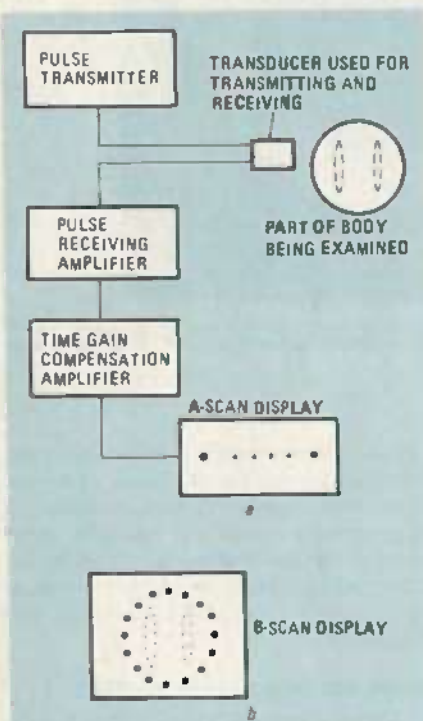 PULSE
TRANSMITTER
TRANSDUCER USED FOR
TRANSMITTING AND
RECEIVING
PART OF BODY
BEING EXAMINED
PULSE
RECEIVING
AMPLIFIER
TIME GAIN
COMPENSATION
AMPLIFIER
A-SCAN DISPLAY
a
B-SCAN DISPLAY
b